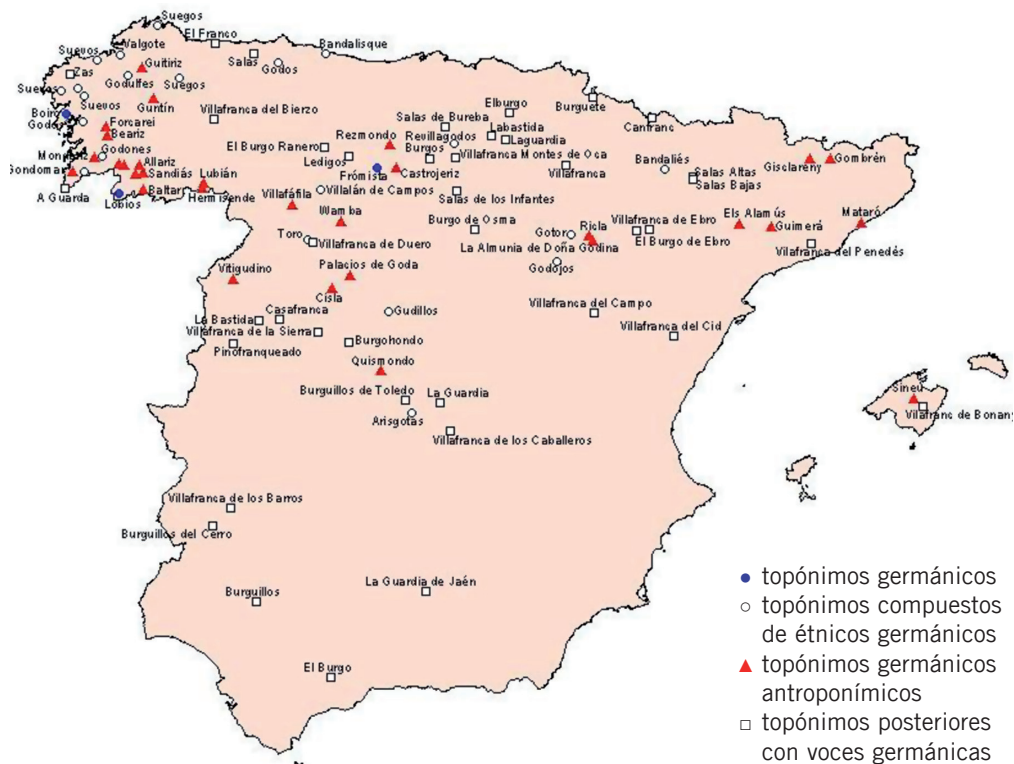 Suegos
El Franco
Bandalisque
Suevos
Valgote
Guitiriz
Salas
Godos
Zas
Godulfes
Suegos
Suevos
Guntín
Villafranca del Bierzo
Elburgo
Burguete
Canfranc
Boiro
Forcarei
Beariz
Salas de Bureba
Rezmondo
Revillagodos
Labastida
Laguardia
El Burgo Ranero
Burgos
Villafranca Montes de Oca
Godones
Ledigos
Frómista
Castrojeriz
Villafranca
Bandaliés
Salas Altas
Salas Bajas
Gisclareny
Gombrén
Allariz
Sandiás
Lubián
Gondomar
A Guarda
Lobios
Baltar
Hermisende
Villafáfila
Villalán de Campos
Salas de los Infantes
Wamba
Burgo de Osma
Gotor
Ricla
Villafranca de Ebro
El Burgo de Ebro
Els Alamús
Guimerá
Mataró
Toro
Villafranca de Duero
La Almunia de Doña Godina
Vilafranca del Penedés
Godojos
Vitigudino
Palacios de Goda
Cisla
Villafranca del Campo
Gudillos
Casafranca
La Bastida
Villafranca de la Sierra
Villafranca del Cid
Pinofranqueado
Burgohondo
Quismondo
Burguillos de Toledo
La Guardia
Sineu
Vilafranc de Bonany
Arisgotas
Villafranca de los Caballeros
Villafranca de los Barros
Burguillos del Cerro
La Guardia de Jaén
Burguillos
El Burgo
topónimos germánicos
topónimos compuestos
de étnicos germánicos
topónimos germánicos
antroponímicos
topónimos posteriores
con voces germánicas